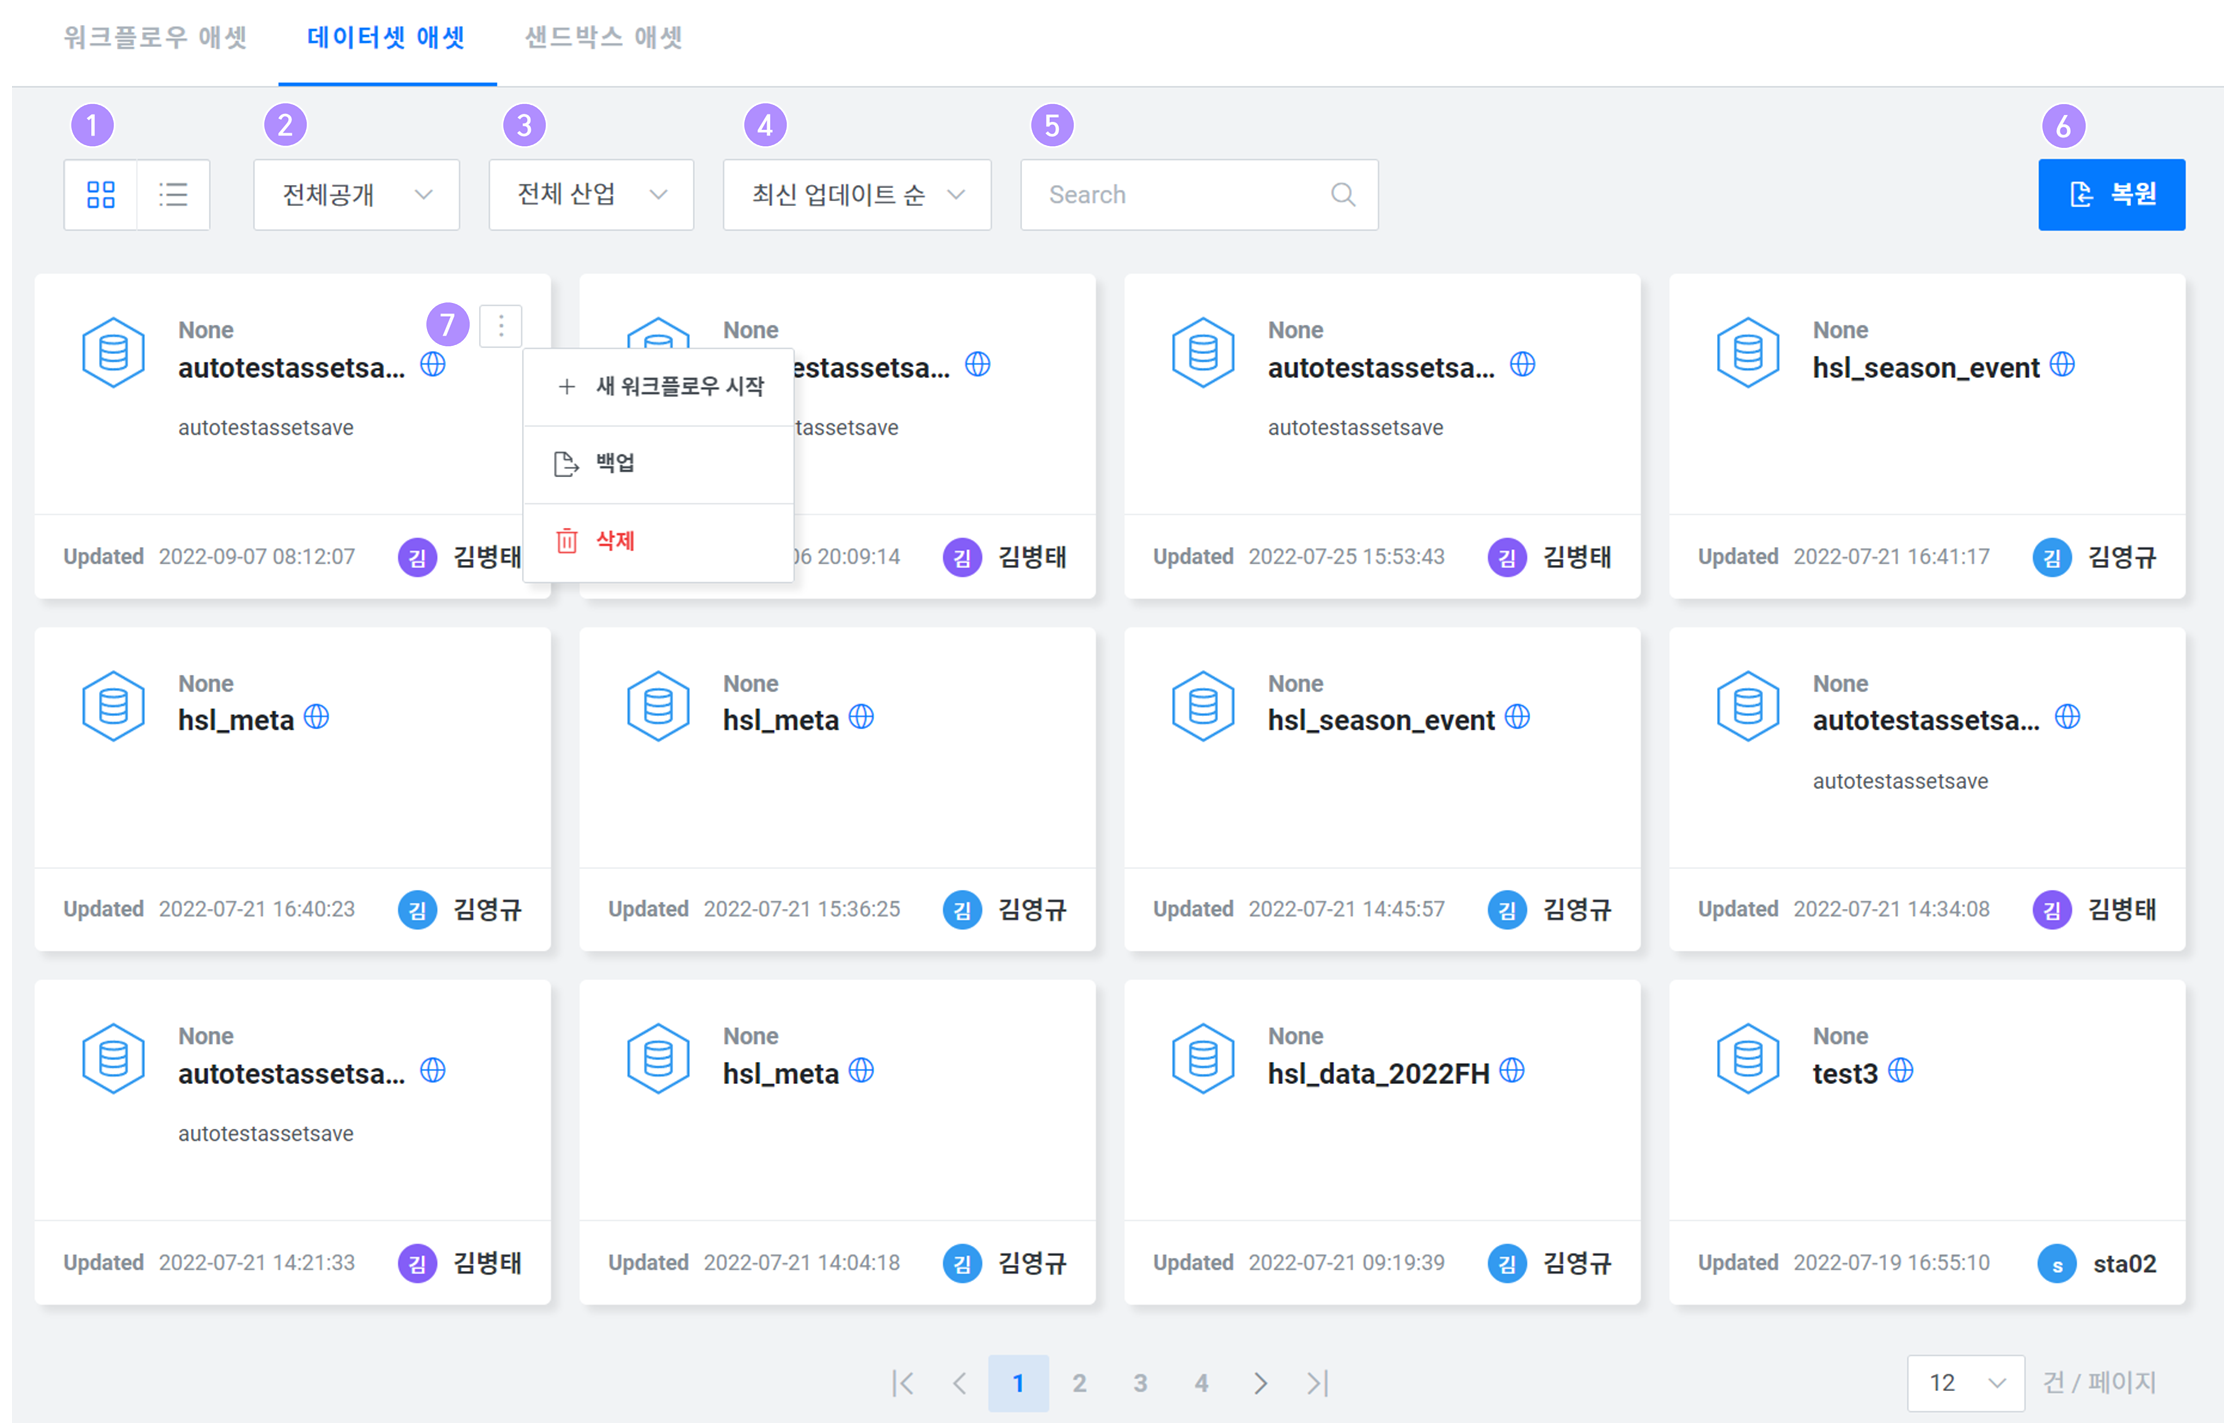 워크플로우 애셋 데이터셋 애셋 샌드박스 애셋
1 2 3 4 5 6
전체공개 전체 산업 최신 업데이트 순 Search 복원
7
None
autotestassetsa...
autotestassetsave
Updated 2022-09-07 08:12:07 김 김병태
새 워크플로우 시작
백업
삭제
None
estassetsa...
tassetsave
06 20:09:14 김 김병태
None
autotestassetsa...
autotestassetsave
Updated 2022-07-25 15:53:43 김 김병태
None
hsl_season_event
Updated 2022-07-21 16:41:17 김 김영규
None
hsl_meta
Updated 2022-07-21 16:40:23 김 김영규
None
hsl_meta
Updated 2022-07-21 15:36:25 김 김영규
None
hsl_season_event
Updated 2022-07-21 14:45:57 김 김영규
None
autotestassetsa...
autotestassetsave
Updated 2022-07-21 14:34:08 김 김병태
None
autotestassetsa...
autotestassetsave
Updated 2022-07-21 14:21:33 김 김병태
None
hsl_meta
Updated 2022-07-21 14:04:18 김 김영규
None
hsl_data_2022FH
Updated 2022-07-21 09:19:39 김 김영규
None
test3
Updated 2022-07-19 16:55:10 s sta02
1 2 3 4 12 건 / 페이지